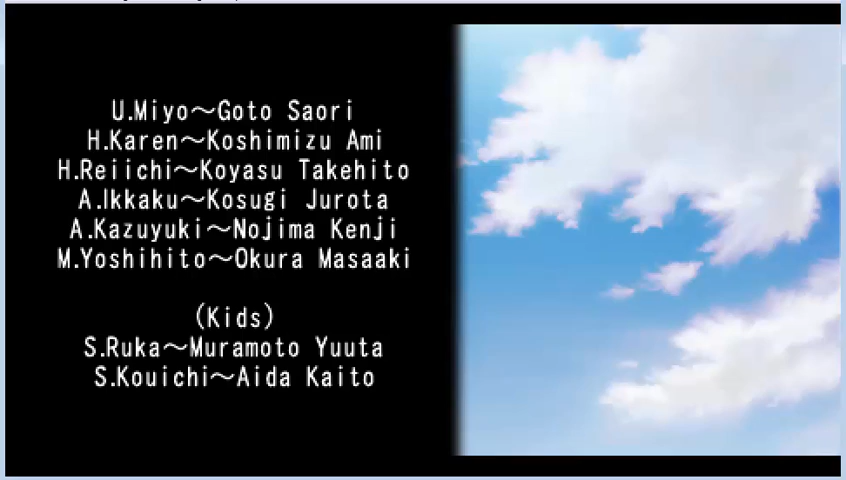 U.Miyo～Goto Saori
H.Karen～Koshimizu Ami
H.Reiichi～Koyasu Takehito
A.Ikkaku～Kosugi Jurota
A.Kazuyuki～Nojima Kenji
M.Yoshihito～Okura Masaaki
(Kids)
S.Ruka～Muramoto Yuuta
S.Kouichi～Aida Kaito